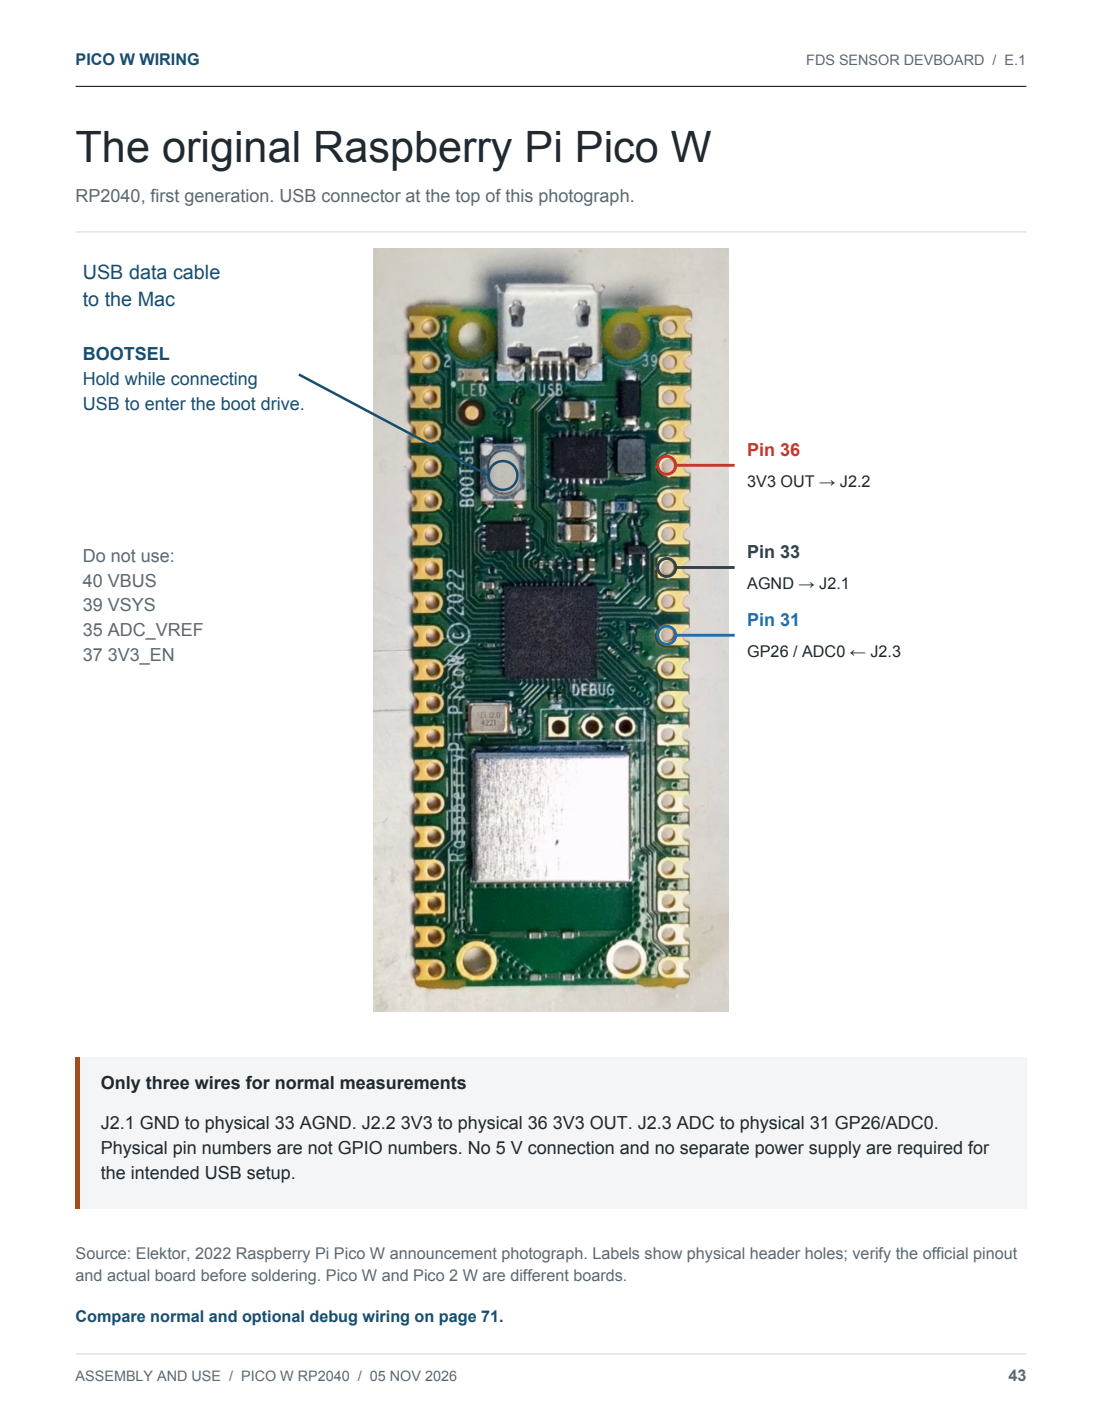 PICO W WIRING
FDS SENSOR DEVBOARD / E.1
The original Raspberry Pi Pico W
RP2040, first generation. USB connector at the top of this photograph.
USB data cable
to the Mac
BOOTSEL
Hold while connecting
USB to enter the boot drive.
Do not use:
40 VBUS
39 VSYS
35 ADC_VREF
37 3V3_EN
2
39
LED
USB
BOOTSEL
DEBUG
Raspberry Pi PicoW © 2022
Pin 36
3V3 OUT → J2.2
Pin 33
AGND → J2.1
Pin 31
GP26 / ADC0 ← J2.3
Only three wires for normal measurements
J2.1 GND to physical 33 AGND. J2.2 3V3 to physical 36 3V3 OUT. J2.3 ADC to physical 31 GP26/ADC0.
Physical pin numbers are not GPIO numbers. No 5 V connection and no separate power supply are required for
the intended USB setup.
Source: Elektor, 2022 Raspberry Pi Pico W announcement photograph. Labels show physical header holes; verify the official pinout
and actual board before soldering. Pico W and Pico 2 W are different boards.
Compare normal and optional debug wiring on page 71.
ASSEMBLY AND USE / PICO W RP2040 / 05 NOV 2026
43